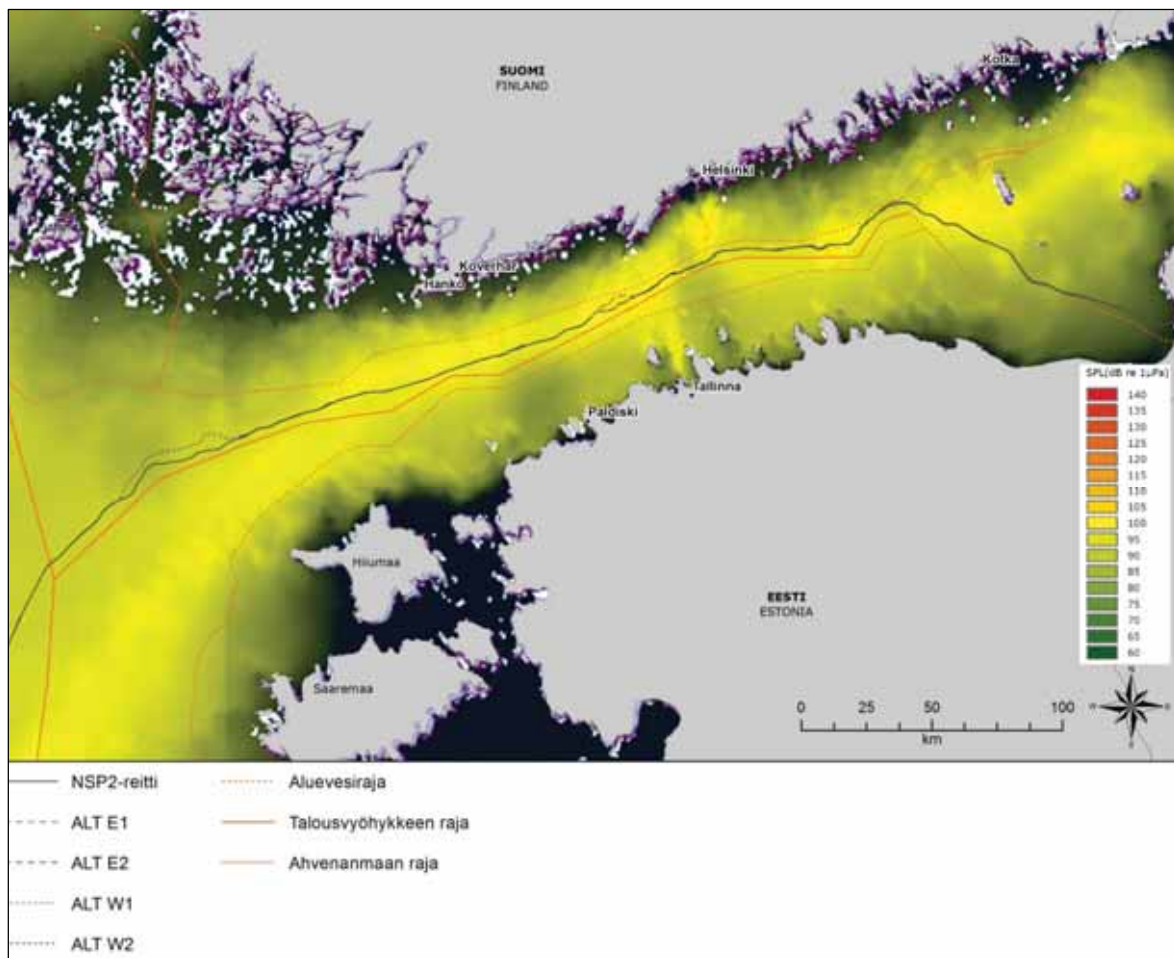 SUOMI
FINLAND
Kotka
Helsinki
Koverhar
Hanko
Tallinna
Paldiski
Hiiumaa
Saaremaa
EESTI
ESTONIA
SPL(dB re 1µPa)
140
135
130
125
120
115
110
105
100
95
90
85
80
75
70
65
60
N
W
E
S
0 25 50 100
km
NSP2-reitti
ALT E1
ALT E2
ALT W1
ALT W2
Aluevesiraja
Talousvyöhykkeen raja
Ahvenanmaan raja